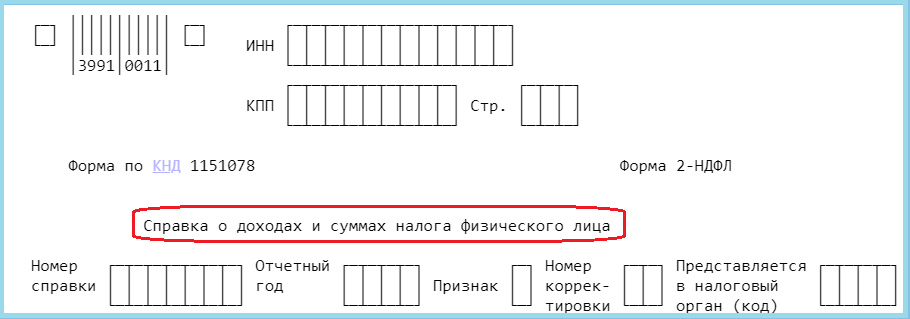 ИНН
3991 0011
КПП Стр.
Форма по КНД 1151078 Форма 2-НДФЛ
Справка о доходах и суммах налога физического лица
Номер Отчетный Номер Представляется
справки год Признак коррек- в налоговый
тировки орган (код)